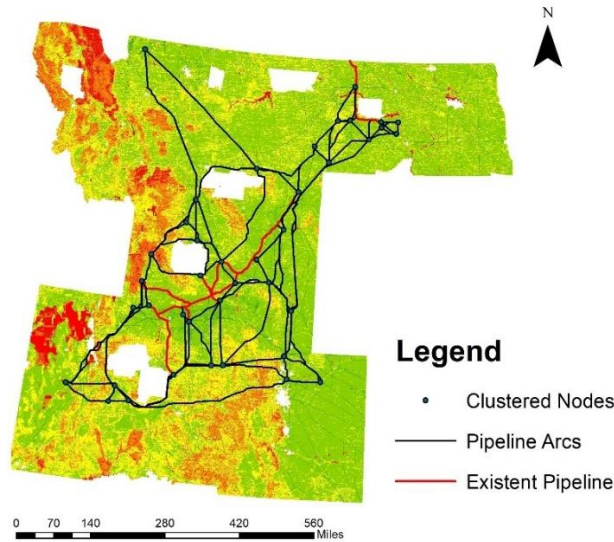 N
Legend
Clustered Nodes
Pipeline Arcs
Existent Pipeline
0 70 140 280 420 560
Miles